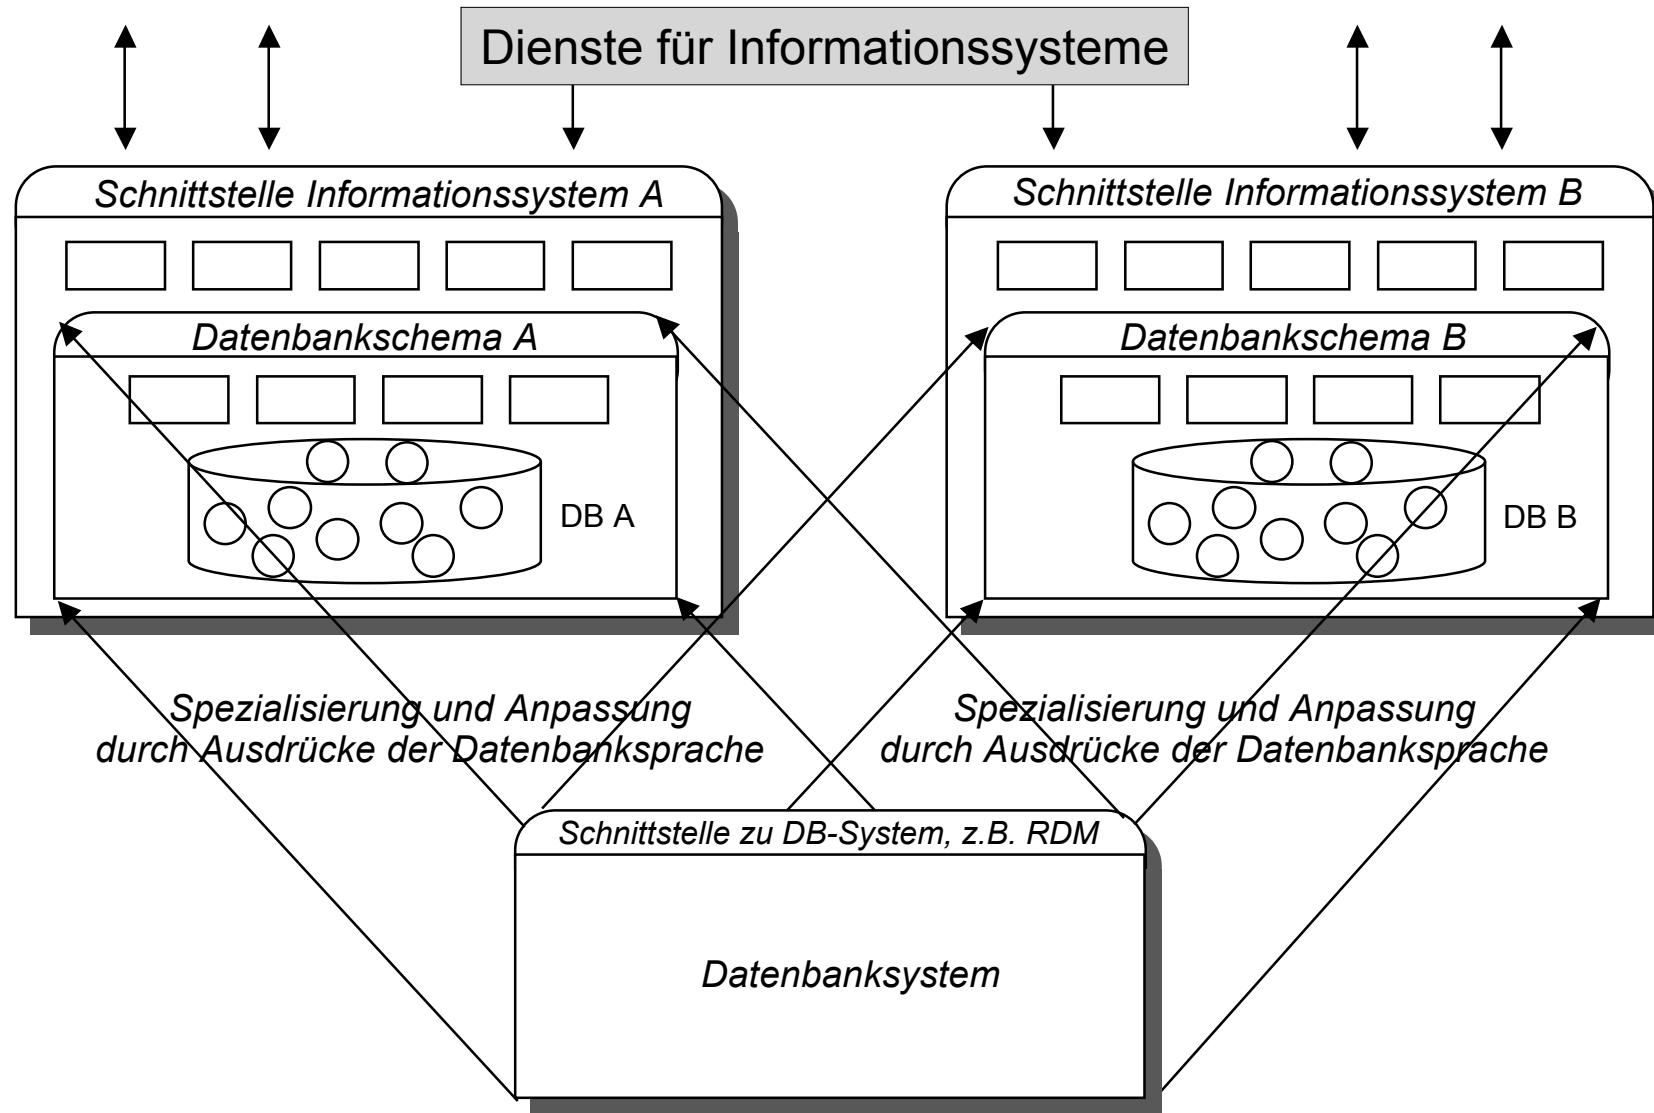 Dienste für Informationssysteme
Schnittstelle Informationssystem A
Schnittstelle Informationssystem B
Datenbankschema A
Datenbankschema B
DB A
DB B
Spezialisierung und Anpassung
durch Ausdrücke der Datenbanksprache
Spezialisierung und Anpassung
durch Ausdrücke der Datenbanksprache
Schnittstelle zu DB-System, z.B. RDM
Datenbanksystem